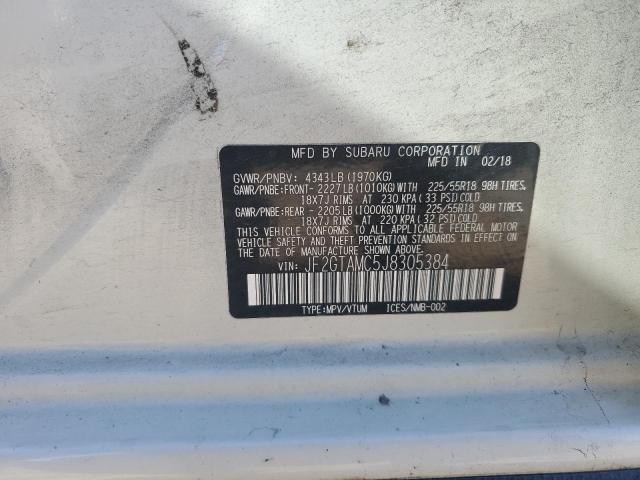 MFD BY SUBARU CORPORATION
MFD IN 02/18
GVWR/PNBV: 4343LB(1970KG)
GAWR/PNBE:FRONT- 2227LB(1010KG)WITH 225/55R18 98H TIRES,
18X7J RIMS AT 230 KPA(33 PSI)COLD
GAWR/PNBE:REAR - 2205LB(1000KG)WITH 225/55R18 98H TIRES,
18X7J RIMS AT 220 KPA(32 PSI)COLD
THIS VEHICLE CONFORMS TO ALL APPLICABLE FEDERAL MOTOR
VEHICLE SAFETY AND BUMPER STANDARDS IN EFFECT ON
THE DATE OF MANUFACTURE SHOWN ABOVE.
VIN: JF2GTAMC5J8305384
TYPE:MPV/VTUM ICES/NMB-002